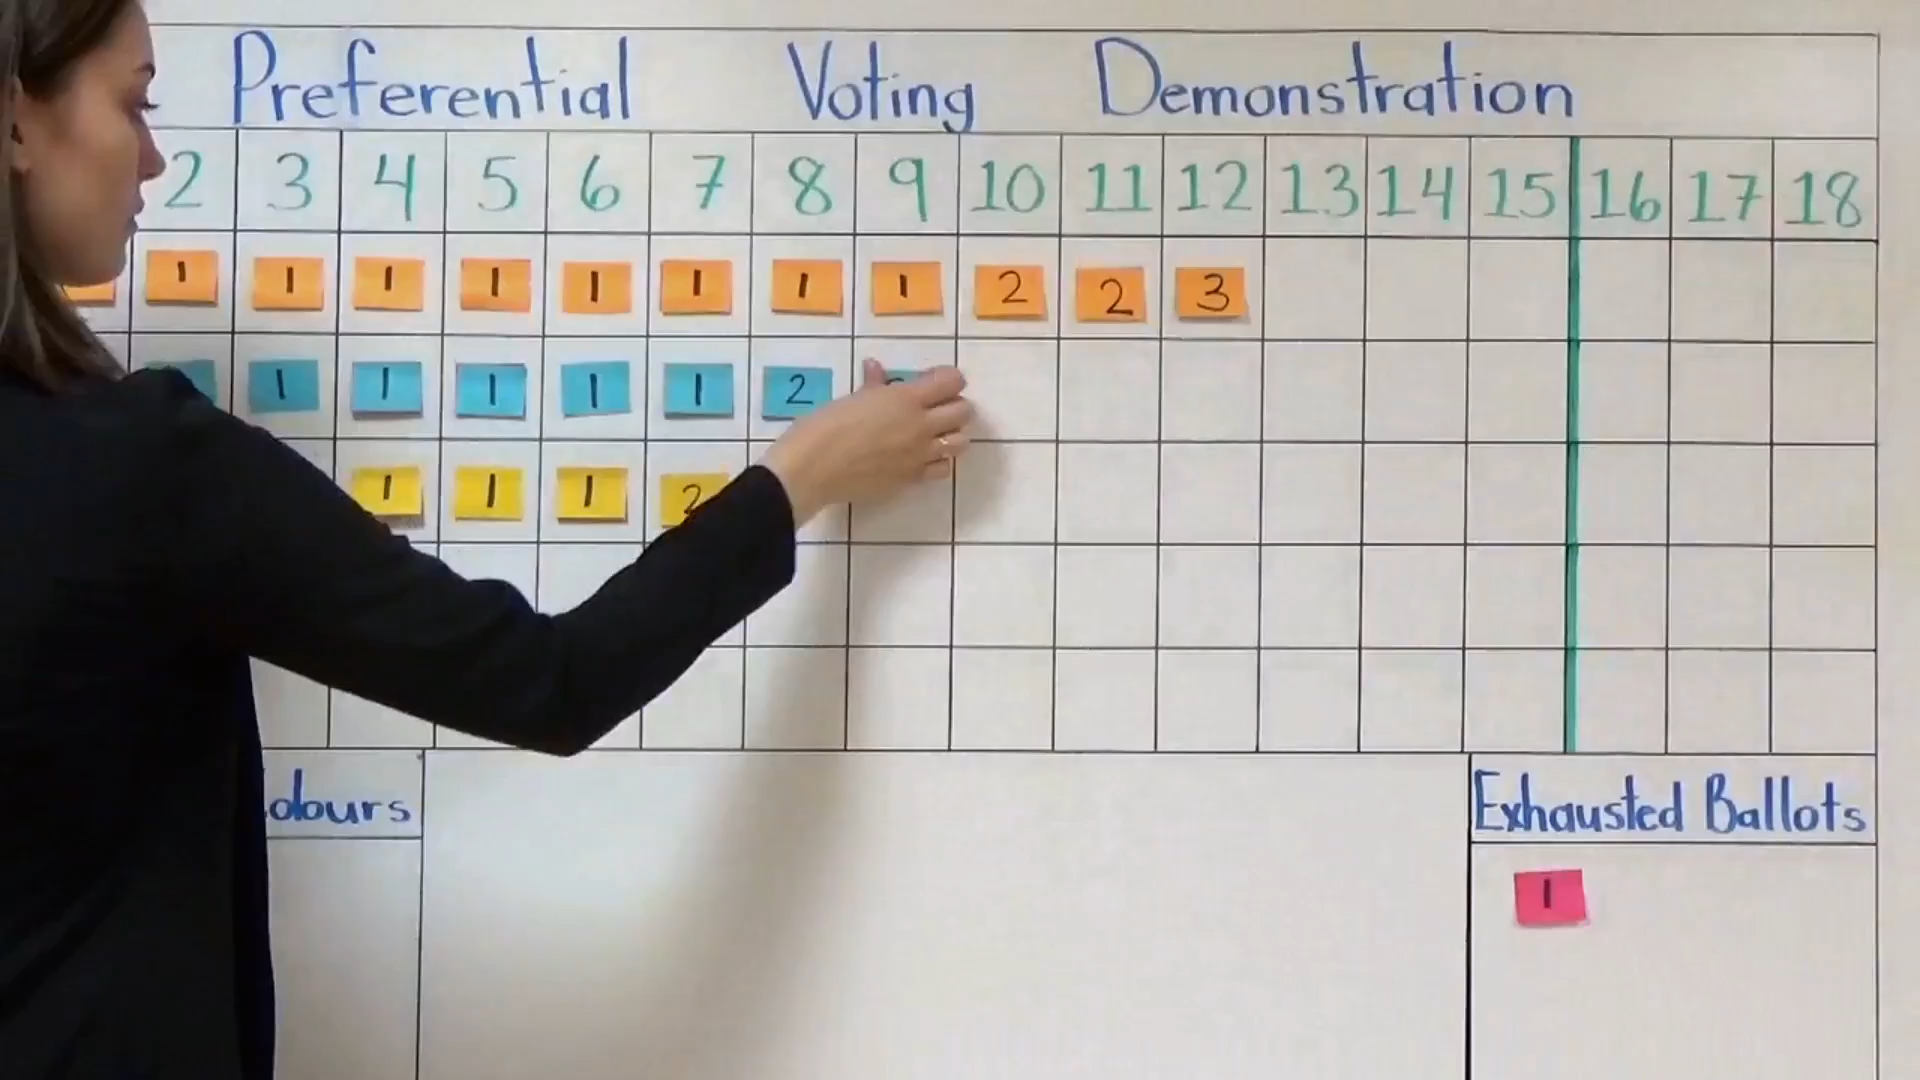 Preferential Voting Demonstration
2 3 4 5 6 7 8 9 10 11 12 13 14 15 16 17 18
1 1 1 1 1 1 1 1 2 2 3
1 1 1 1 1 2
1 1 1 2
Exhausted Ballots
1